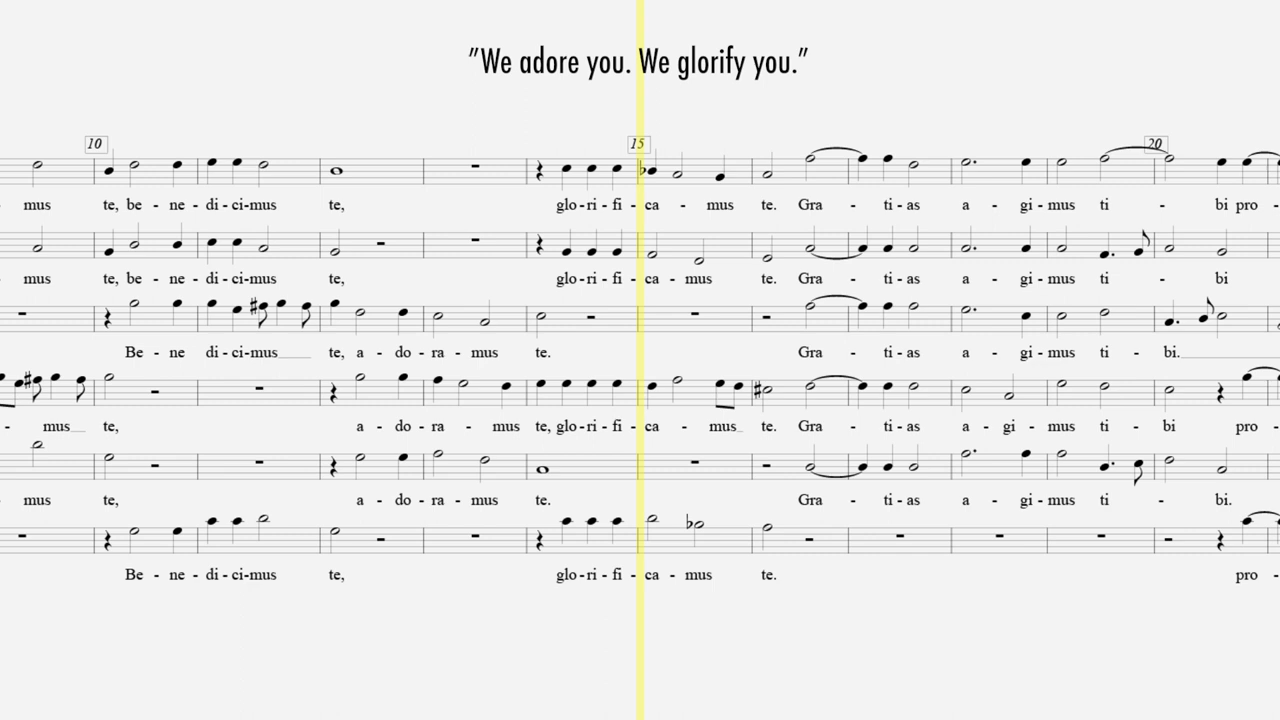 "We adore you. We glorify you."
10 15 20
mus te, be - ne - di - ci - mus te, glo - ri - fi - ca - mus te. Gra - ti - as a - gi - mus ti - bi pro -
mus te, be - ne - di - ci - mus te, glo - ri - fi - ca - mus te. Gra - ti - as a - gi - mus ti - bi
Be - ne di - ci - mus te, a - do - ra - mus te. Gra - ti - as a - gi - mus ti - bi.
- mus te, a - do - ra - mus te, glo - ri - fi - ca - mus te. Gra - ti - as a - gi - mus ti - bi pro -
mus te, a - do - ra - mus te. Gra - ti - as a - gi - mus ti - bi.
Be - ne - di - ci - mus te, glo - ri - fi - ca - mus te. pro -